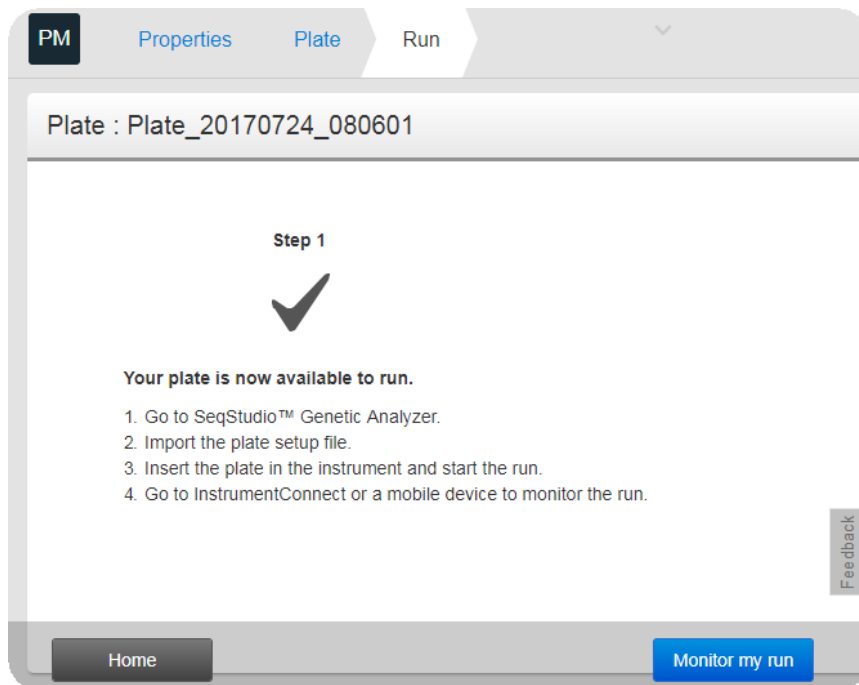 PM
Properties
Plate
Run
Plate : Plate_20170724_080601
Step 1
Your plate is now available to run.
1. Go to SeqStudio™ Genetic Analyzer.
2. Import the plate setup file.
3. Insert the plate in the instrument and start the run.
4. Go to InstrumentConnect or a mobile device to monitor the run.
Feedback
Home
Monitor my run